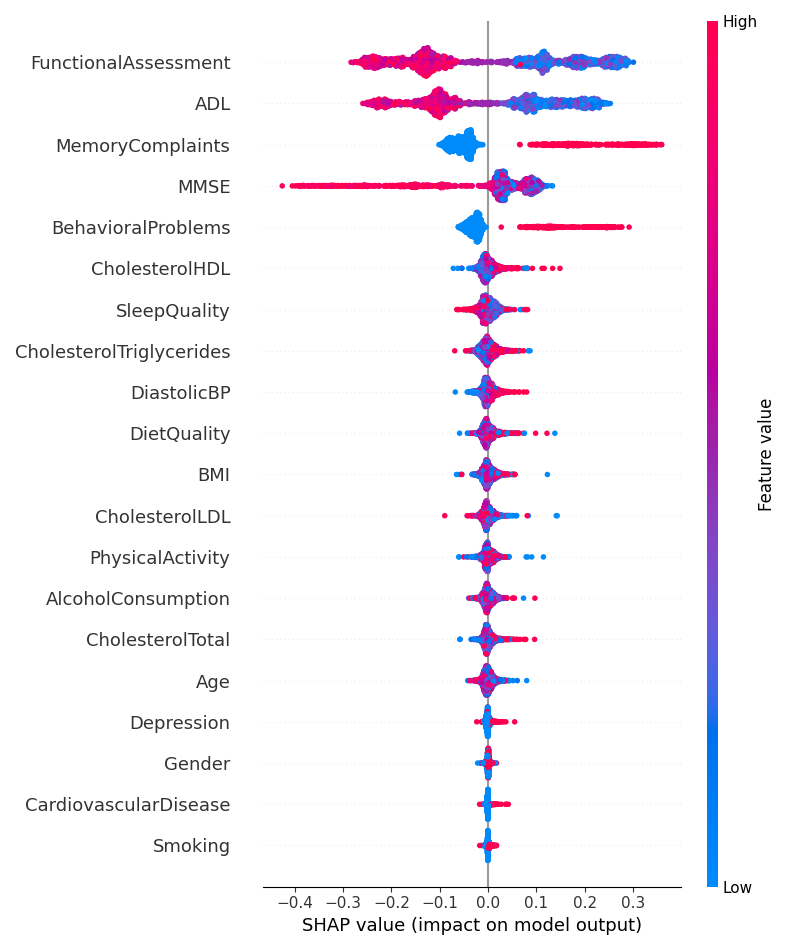 High
FunctionalAssessment
ADL
MemoryComplaints
MMSE
BehavioralProblems
CholesterolHDL
SleepQuality
CholesterolTriglycerides
DiastolicBP
DietQuality
BMI
CholesterolLDL
PhysicalActivity
AlcoholConsumption
CholesterolTotal
Age
Depression
Gender
CardiovascularDisease
Smoking
Feature value
Low
−0.4 −0.3 −0.2 −0.1 0.0 0.1 0.2 0.3
SHAP value (impact on model output)